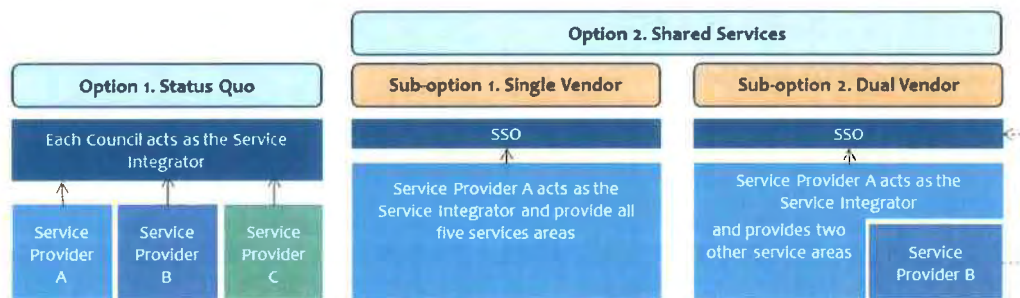 Option 2. Shared Services
Option 1. Status Quo
Sub-option 1. Single Vendor
Sub-option 2. Dual Vendor
Each Council acts as the Service
Integrator
SSO
SSO
Service Provider A acts as the
Service Integrator and provide all
five services areas
Service Provider A acts as the
Service Integrator
and provides two
other service areas
Service
Provider
A
Service
Provider
B
Service
Provider
C
Service
Provider B